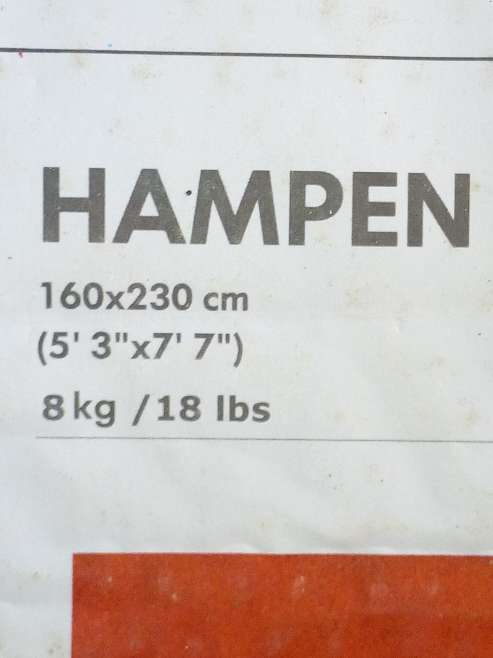 HAMPEN
160x230 cm
(5' 3"x7' 7")
8kg /18 lbs